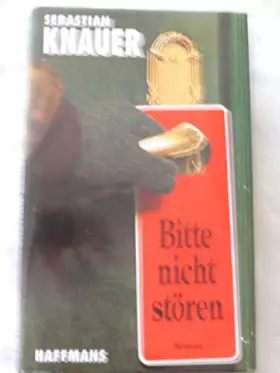 SEBASTIAN
KNAUER
Bitte
nicht
stören
HAFFMANS